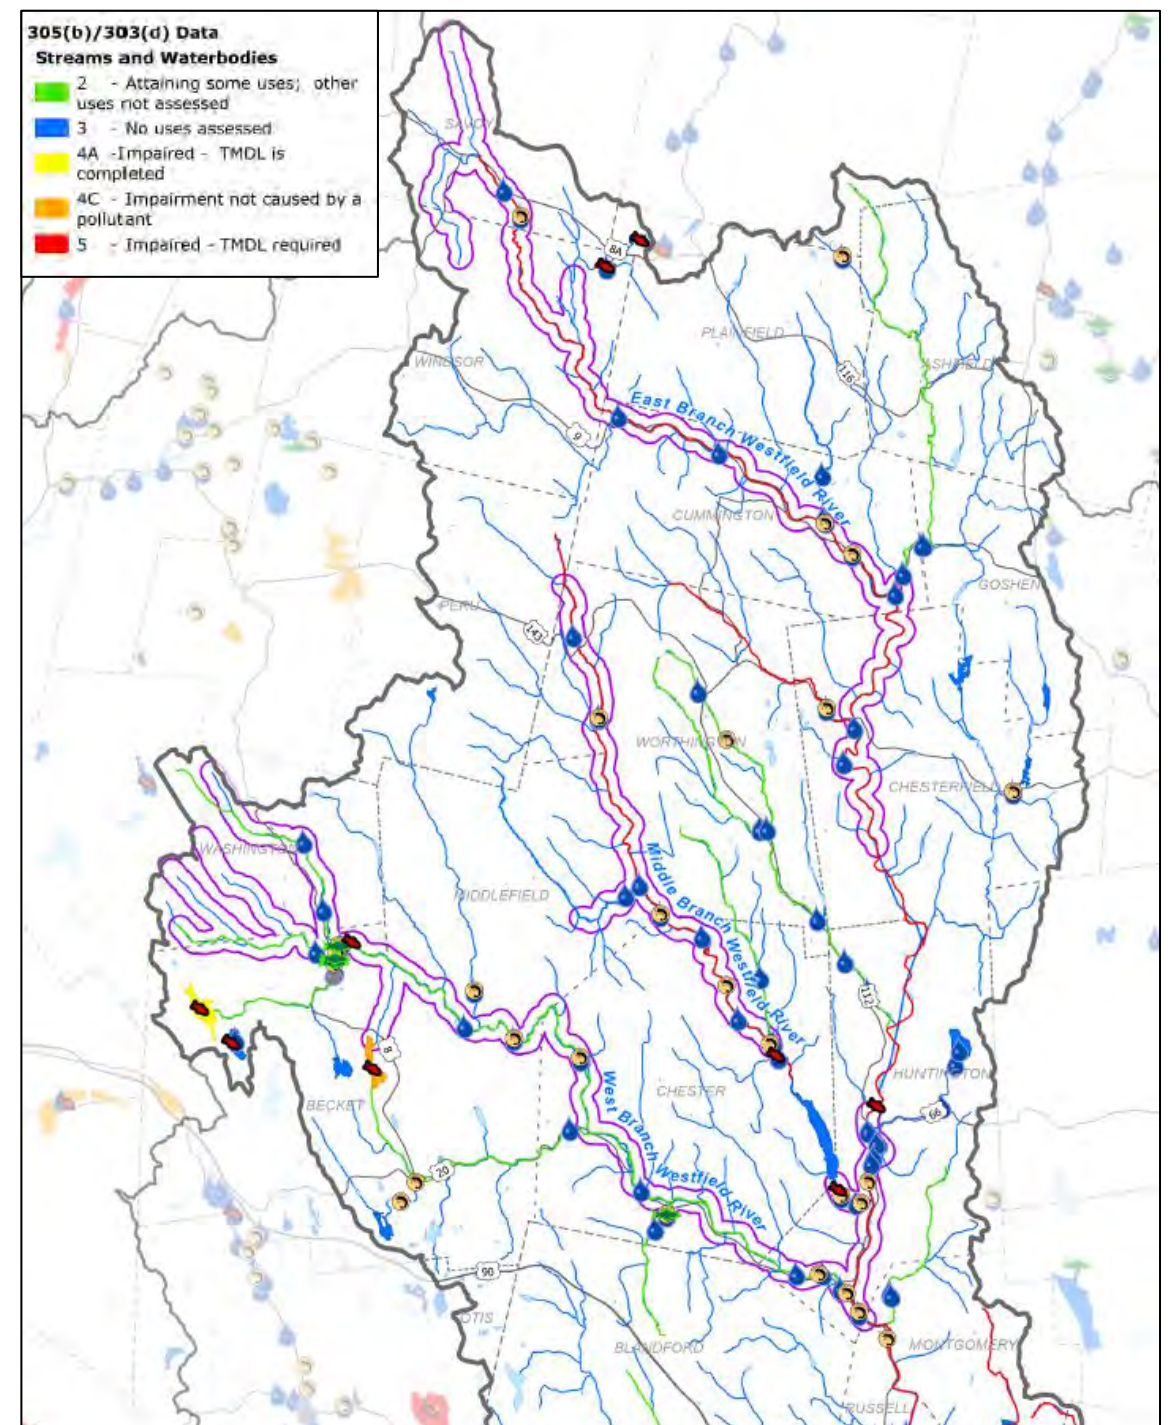 305(b)/303(d) Data
Streams and Waterbodies
2 - Attaining some uses; other
uses not assessed
3 - No uses assessed
4A -Impaired - TMDL is
completed
4C - Impairment not caused by a
pollutant
5 - Impaired - TMDL required
SAVOY
8A
PLAINFIELD
ASHFIELD
WINDSOR
116
9
East Branch Westfield River
CUMMINGTON
GOSHEN
PERU
143
WORTHINGTON
CHESTERFIELD
WASHINGTON
Middle Branch Westfield River
MIDDLEFIELD
112
8
HUNTINGTON
BECKET
CHESTER
66
West Branch Westfield River
20
90
OTIS
BLANDFORD
MONTGOMERY
RUSSELL